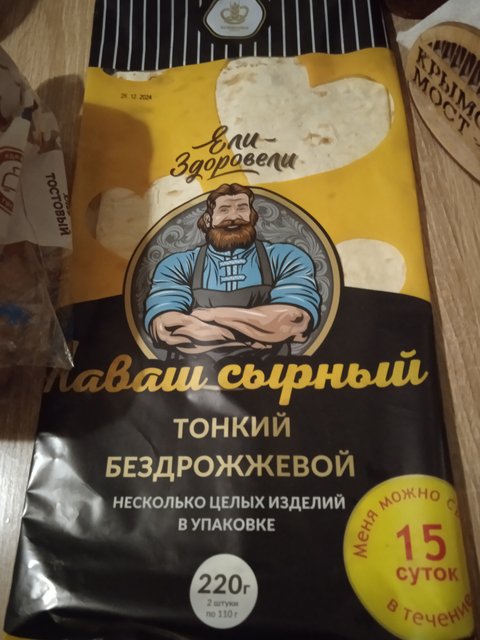 26.12.2024
Ели-
Здоровели
Лаваш сырный
ТОНКИЙ
БЕЗДРОЖЖЕВОЙ
НЕСКОЛЬКО ЦЕЛЫХ ИЗДЕЛИЙ
В УПАКОВКЕ
220г
2 штуки
по 110 г
Меня можно
15
суток
в течение
ТОСТОВЫЙ
КРЫМС
МОСТ